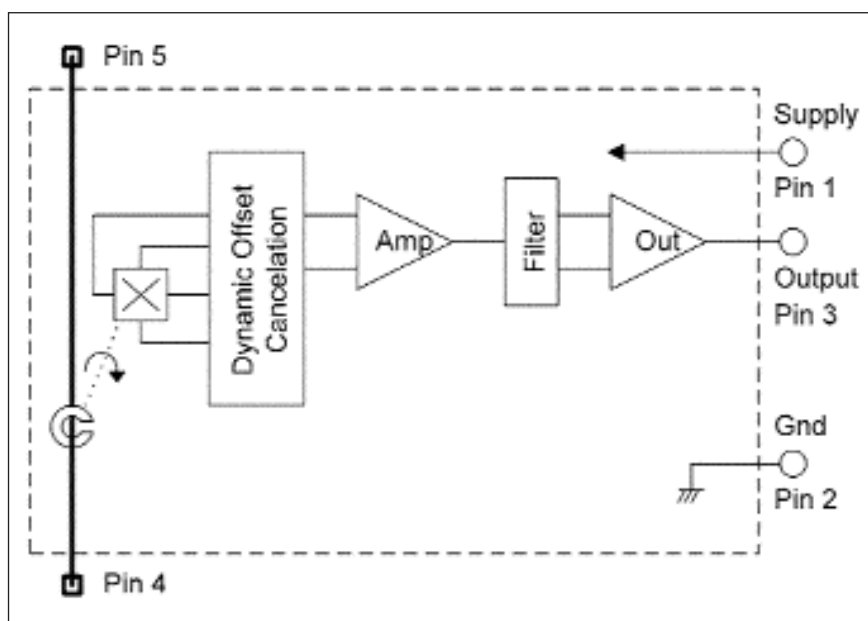 Pin 5
Supply
Pin 1
Dynamic Offset
Cancelation
Amp
Filter
Out
Output
Pin 3
Gnd
Pin 2
Pin 4